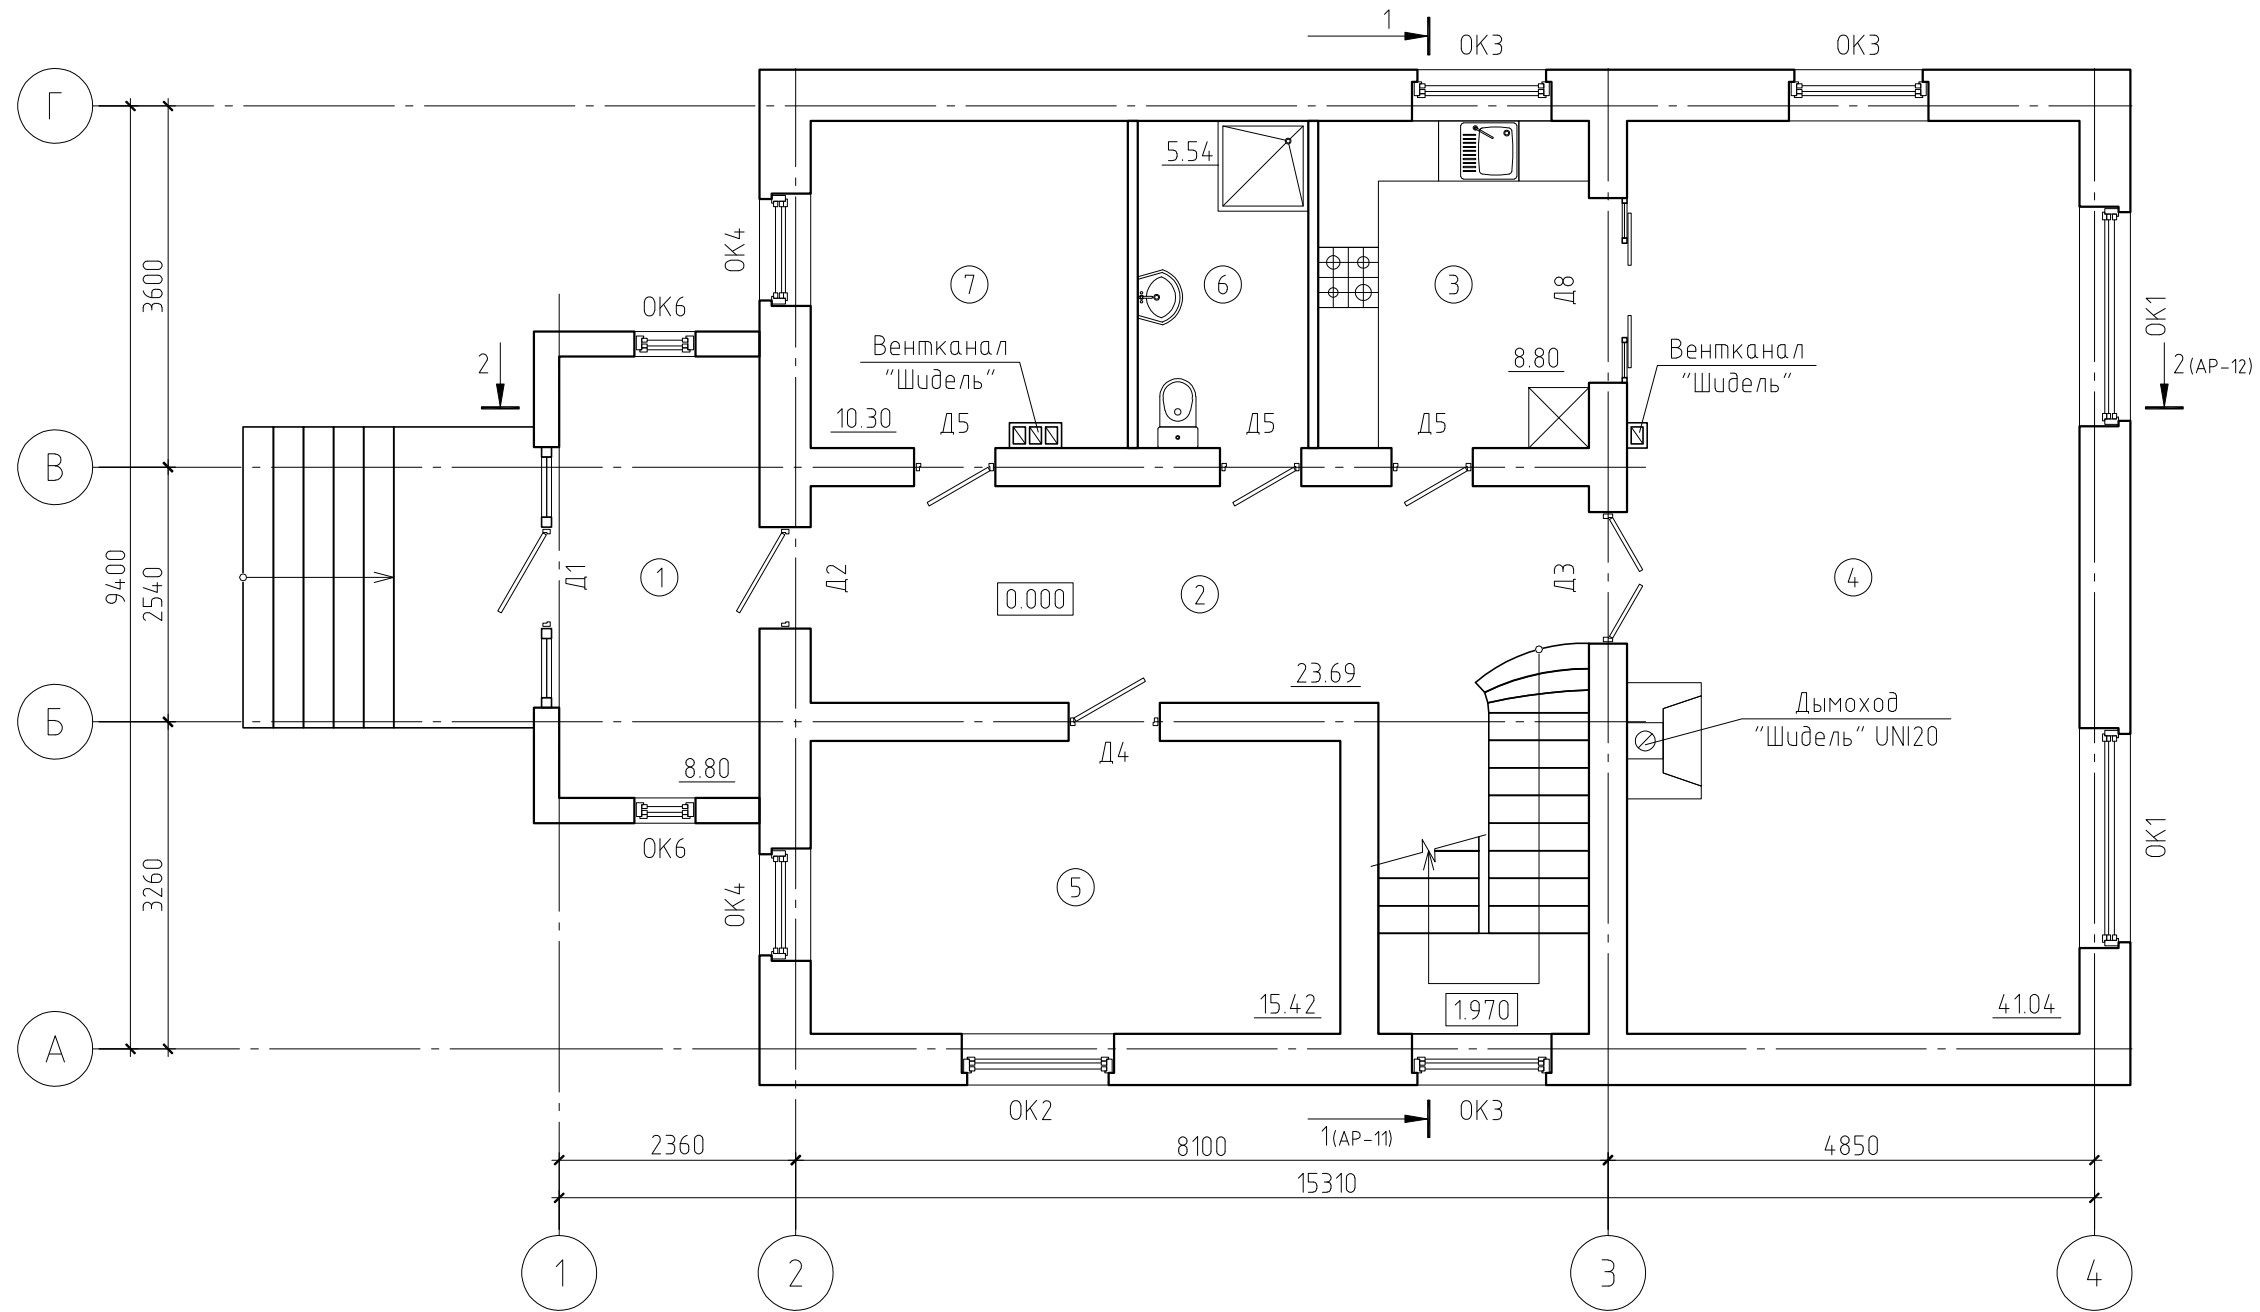 1
ОК3
ОК3
Г
5.54
ОК4
3600
7
6
3
Д8
ОК6
ОК1
Вентканал
"Шидель"
8.80
Вентканал
"Шидель"
2
2 (АР-12)
10.30
Д5
Д5
Д5
В
9400
2540
Д1
1
Д2
0.000
2
Д3
4
23.69
Б
Дымоход
"Шидель" UNI20
8.80
Д4
ОК6
ОК1
3260
ОК4
5
15.42
1.970
41.04
А
ОК2
ОК3
1 (АР-11)
2360
8100
4850
15310
1
2
3
4